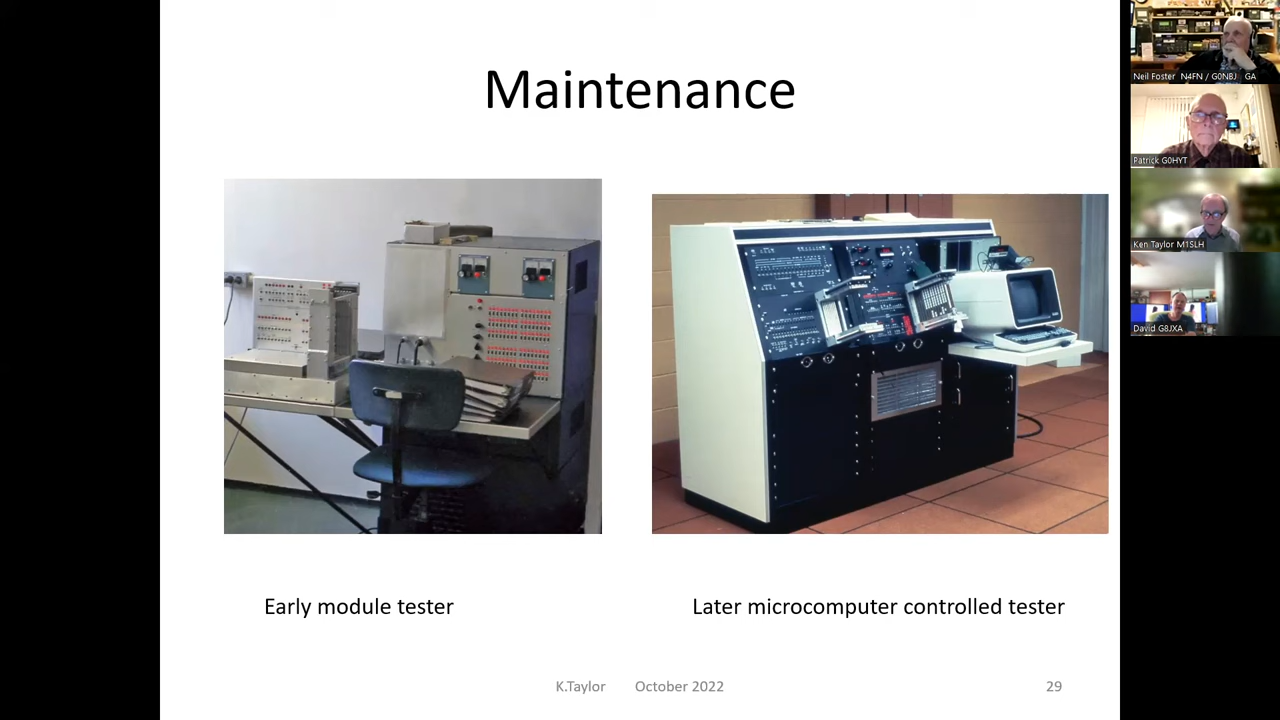 Maintenance
Early module tester
Later microcomputer controlled tester
K.Taylor October 2022
29
Neil Foster N4FN / G0NBJ GA
Patrick G0HYT
Ken Taylor M1SLH
David G8JXA